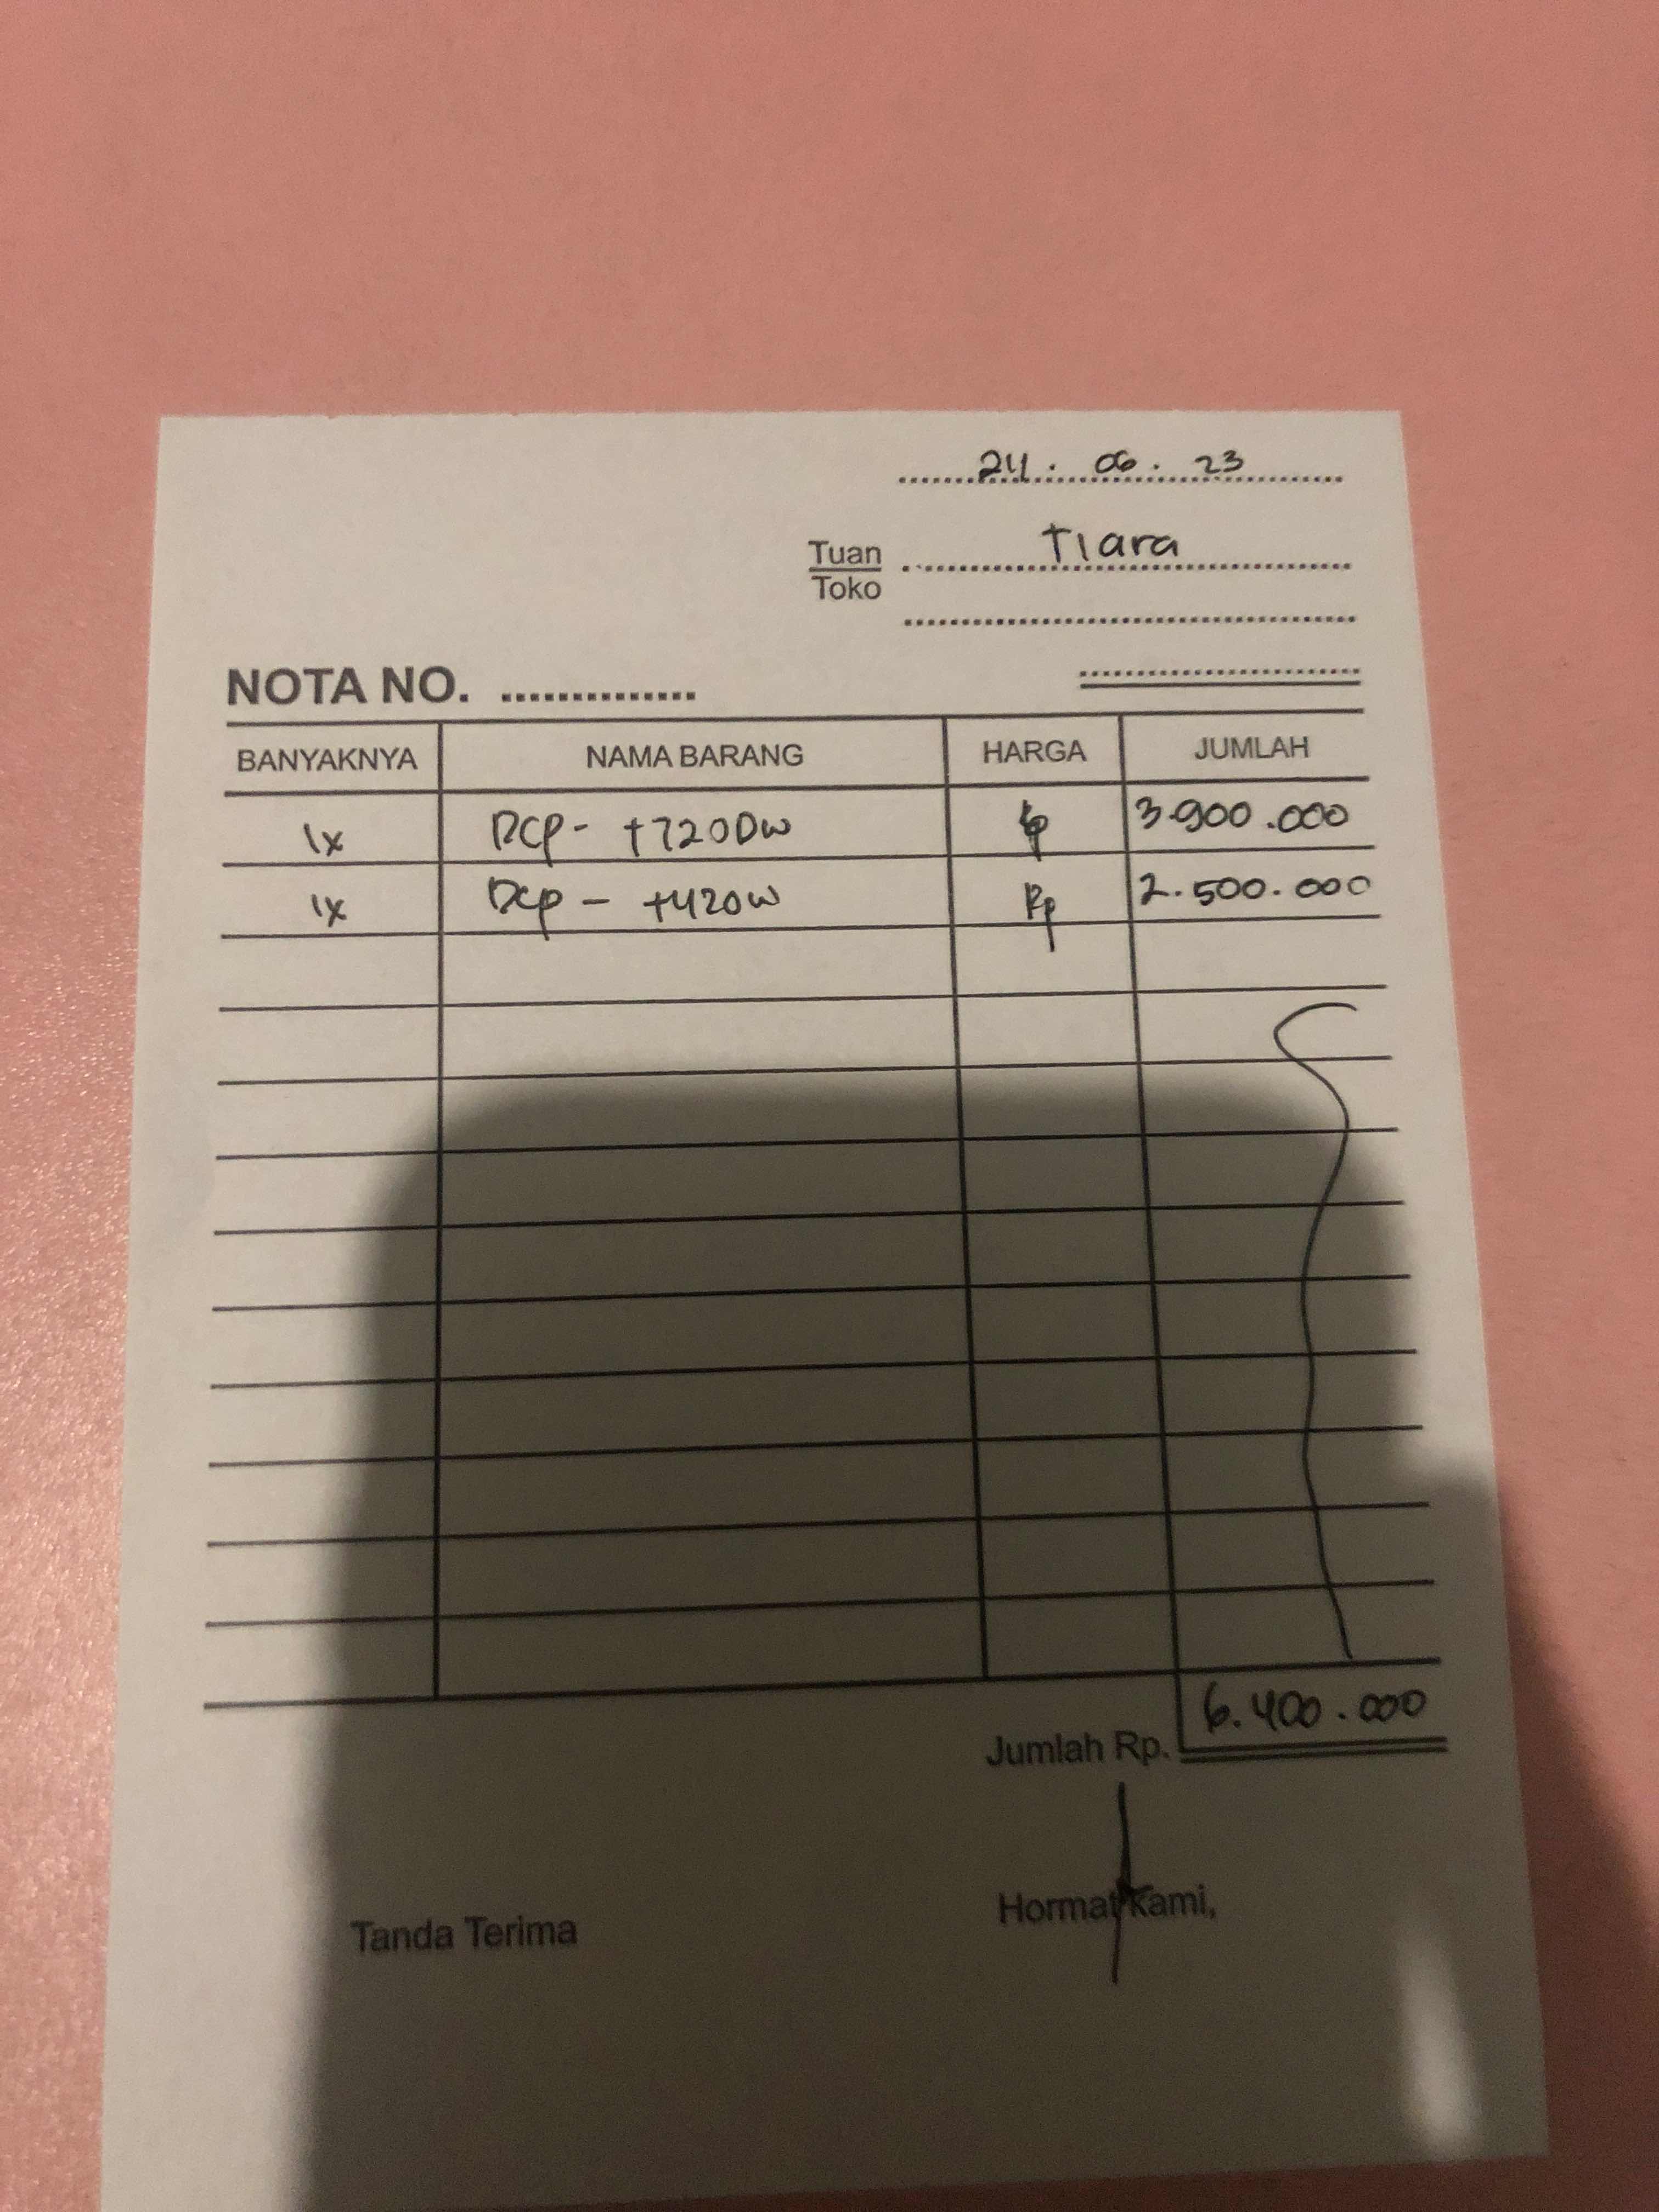 24. 06. 23
Tuan Tiara
Toko
NOTA NO. ..............
BANYAKNYA NAMA BARANG HARGA JUMLAH
1x DCP- T720DW Rp 3.900.000
1x DCP - T420W Rp 2.500.000
Jumlah Rp. 6.400.000
Tanda Terima Hormat Kami,